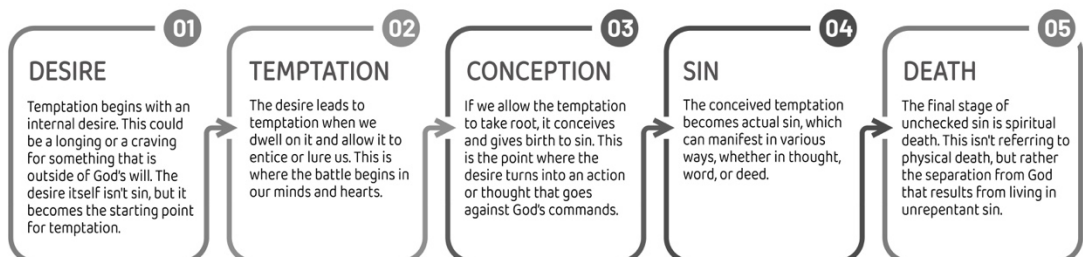 01
DESIRE
Temptation begins with an
internal desire. This could
be a longing or a craving
for something that is
outside of God's will. The
desire itself isn't sin, but it
becomes the starting point
for temptation.
02
TEMPTATION
The desire leads to
temptation when we
dwell on it and allow it to
entice or lure us. This is
where the battle begins in
our minds and hearts.
03
CONCEPTION
If we allow the temptation
to take root, it conceives
and gives birth to sin. This
is the point where the
desire turns into an action
or thought that goes
against God's commands.
04
SIN
The conceived temptation
becomes actual sin, which
can manifest in various
ways, whether in thought,
word, or deed.
05
DEATH
The final stage of
unchecked sin is spiritual
death. This isn't referring to
physical death, but rather
the separation from God
that results from living in
unrepentant sin.